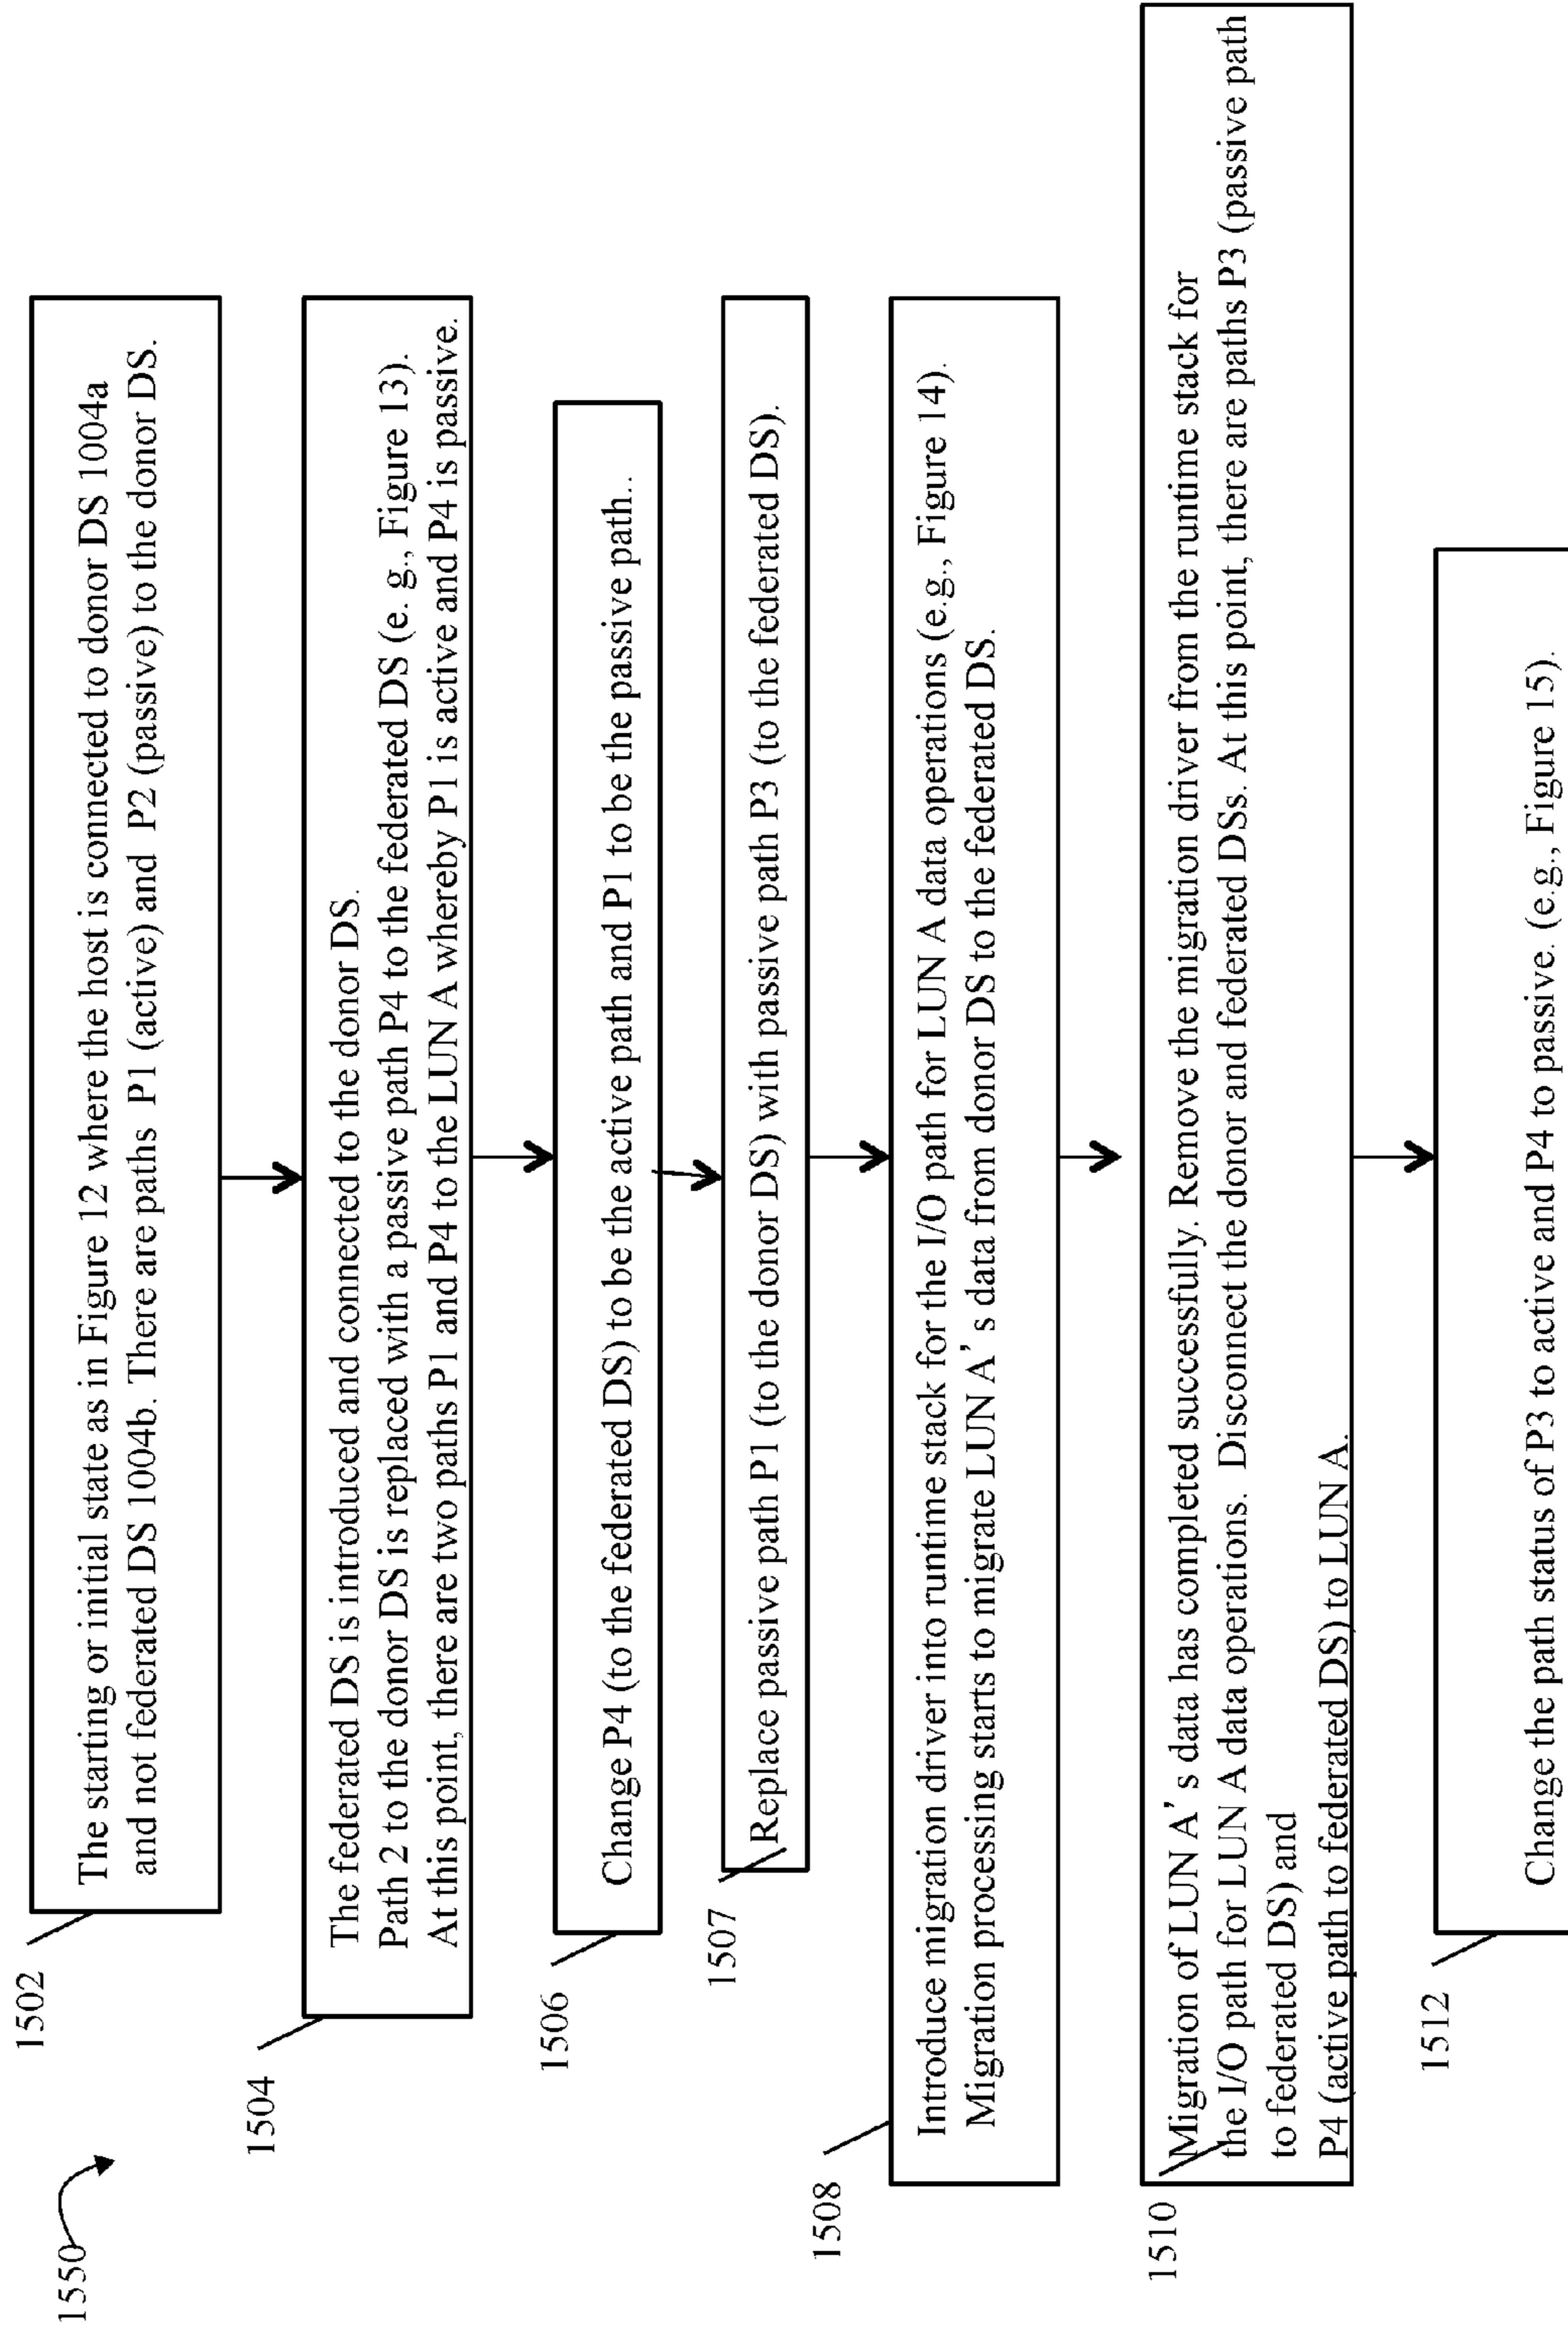 1550
1502
The starting or initial state as in Figure 12 where the host is connected to donor DS 1004a
and not federated DS 1004b. There are paths P1 (active) and P2 (passive) to the donor DS.
1504
The federated DS is introduced and connected to the donor DS.
Path 2 to the donor DS is replaced with a passive path P4 to the federated DS (e. g., Figure 13).
At this point, there are two paths P1 and P4 to the LUN A whereby P1 is active and P4 is passive.
1506
Change P4 (to the federated DS) to be the active path and P1 to be the passive path..
1507
Replace passive path P1 (to the donor DS) with passive path P3 (to the federated DS).
1508
Introduce migration driver into runtime stack for the I/O path for LUN A data operations (e.g., Figure 14).
Migration processing starts to migrate LUN A' s data from donor DS to the federated DS.
1510
Migration of LUN A' s data has completed successfully. Remove the migration driver from the runtime stack for
the I/O path for LUN A data operations. Disconnect the donor and federated DSs. At this point, there are paths P3 (passive path
to federated DS) and
P4 (active path to federated DS) to LUN A.
1512
Change the path status of P3 to active and P4 to passive. (e.g., Figure 15).